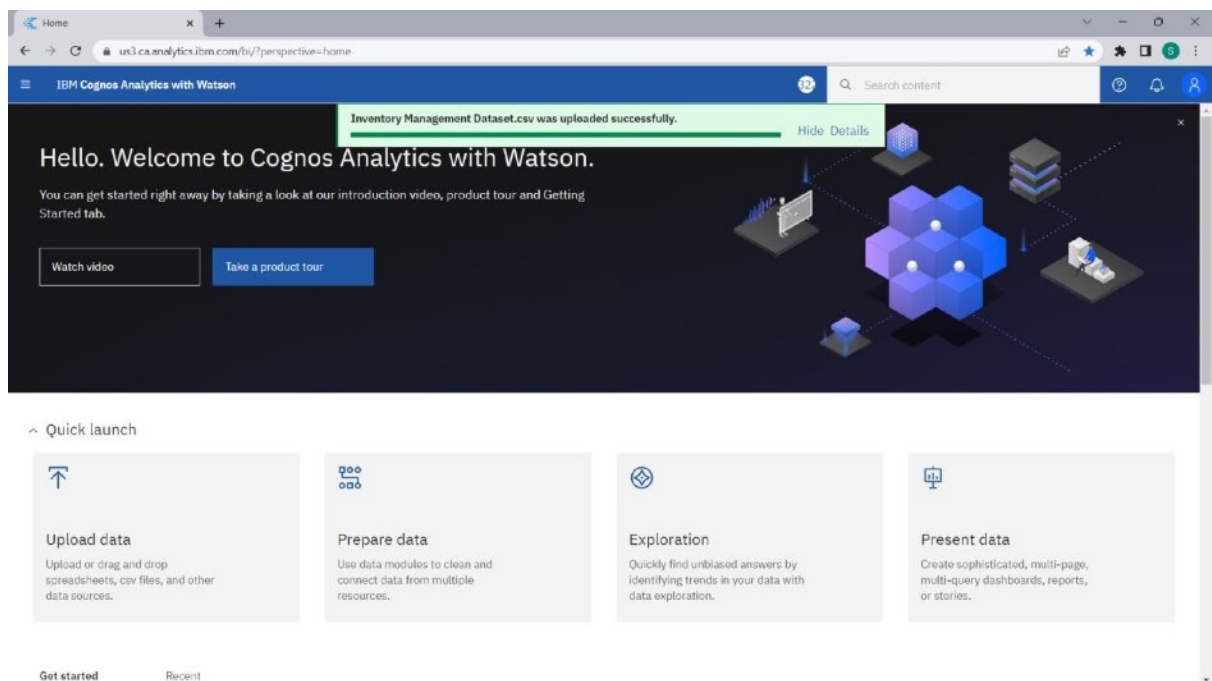 Home
us3.ca.analytics.ibm.com/bi/?perspective=home
S
IBM Cognos Analytics with Watson
Search content
Inventory Management Dataset.csv was uploaded successfully.
Hide Details
Hello. Welcome to Cognos Analytics with Watson.
You can get started right away by taking a look at our introduction video, product tour and Getting
Started tab.
Watch video
Take a product tour
Quick launch
Upload data
Upload or drag and drop
spreadsheets, csv files, and other
data sources.
Prepare data
Use data modules to clean and
connect data from multiple
resources.
Exploration
Quickly find unbiased answers by
identifying trends in your data with
data exploration.
Present data
Create sophisticated, multi-page,
multi-query dashboards, reports,
or stories.
Get started
Recent